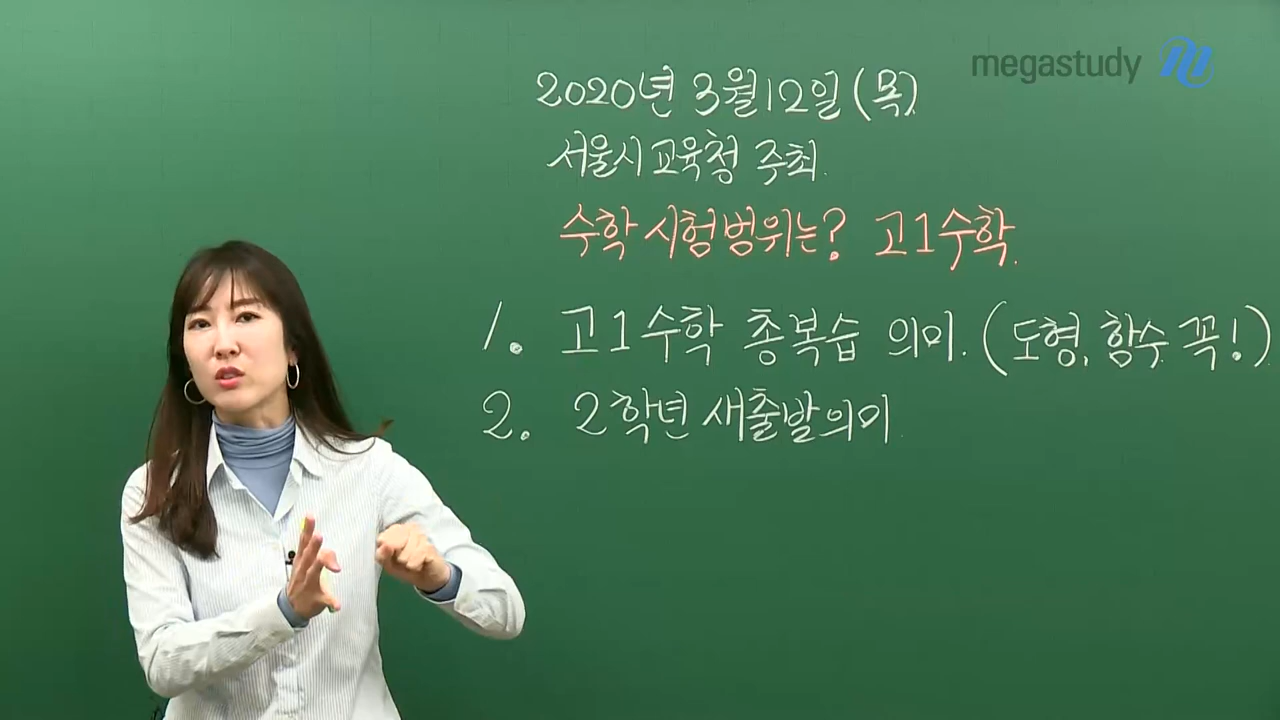 megastudy
2020년 3월 12일 (목)
서울시교육청 주최.
수학 시험범위는? 고1수학.
1. 고1수학 총복습 의미. (도형, 함수 꼭!)
2. 2학년 새출발의미.